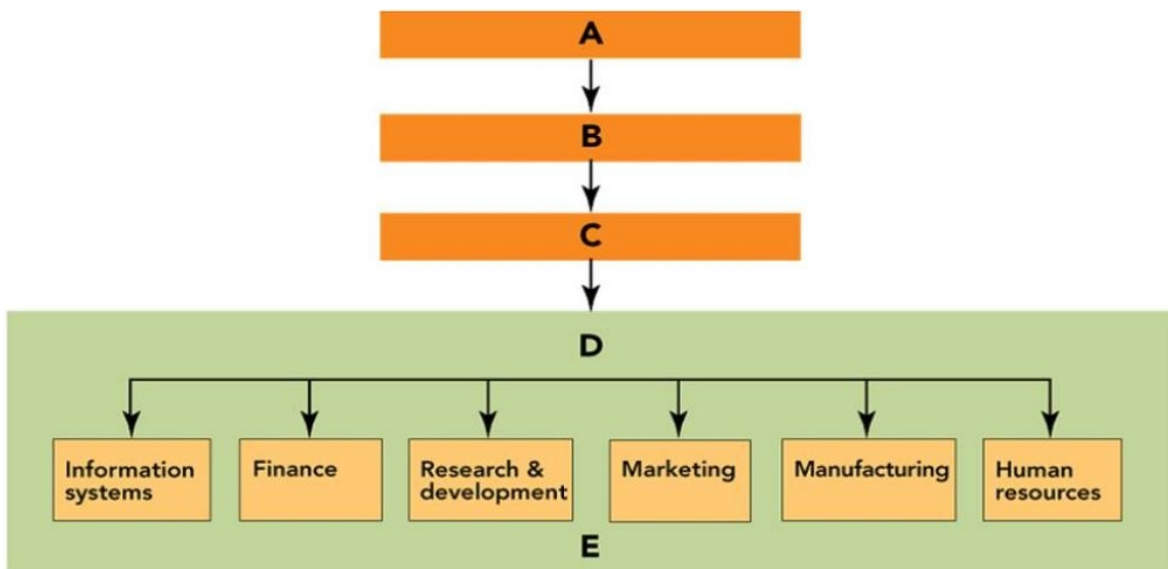 A
B
C
D
Information
systems
Finance
Research &
development
Marketing
Manufacturing
Human
resources
E